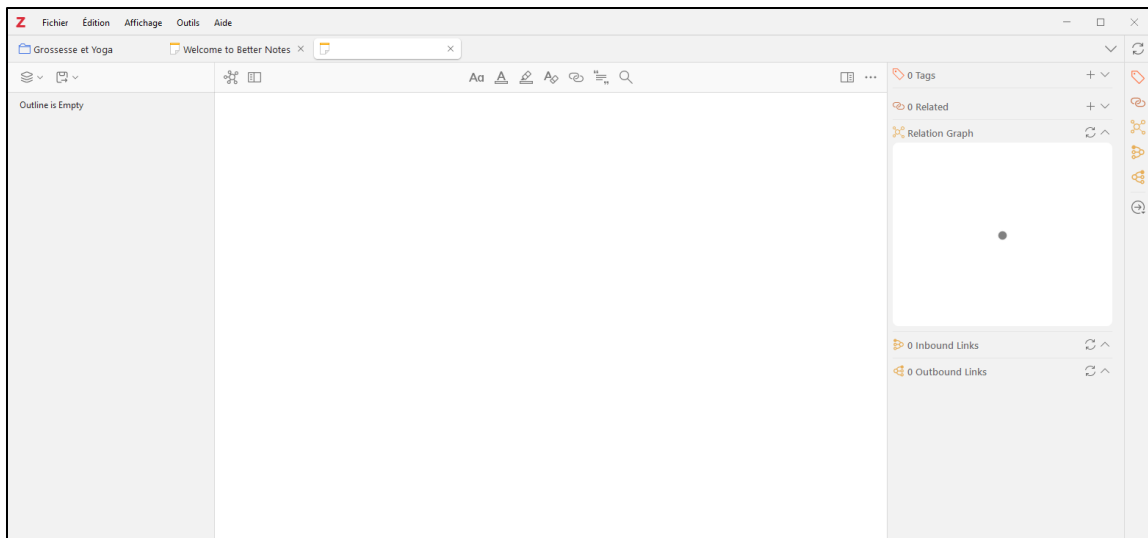 Z Fichier Édition Affichage Outils Aide
Grossesse et Yoga Welcome to Better Notes
Aa A A
0 Tags
Outline is Empty
0 Related
Relation Graph
0 Inbound Links
0 Outbound Links